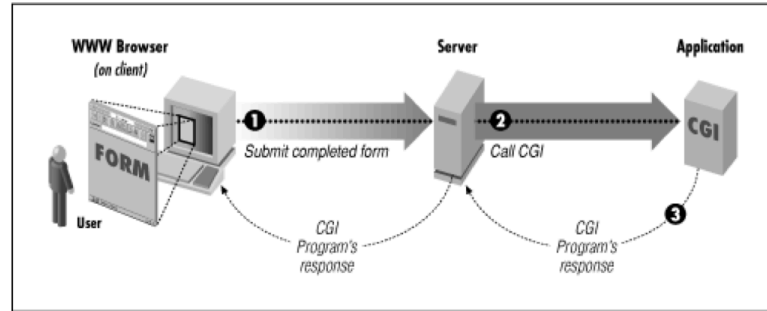 WWW Browser
(on client)
Server
Application
FORM
1
Submit completed form
2
Call CGI
CGI
User
CGI
Program's
response
3
CGI
Program's
response